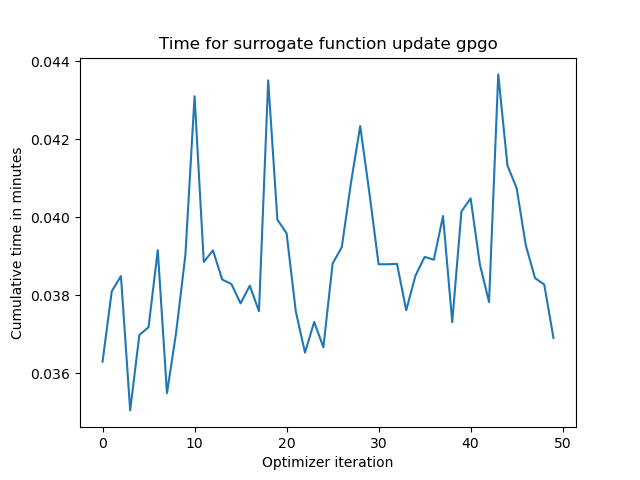 Time for surrogate function update gpgo
0.044
0.042
0.040
0.038
0.036
Cumulative time in minutes
0 10 20 30 40 50
Optimizer iteration